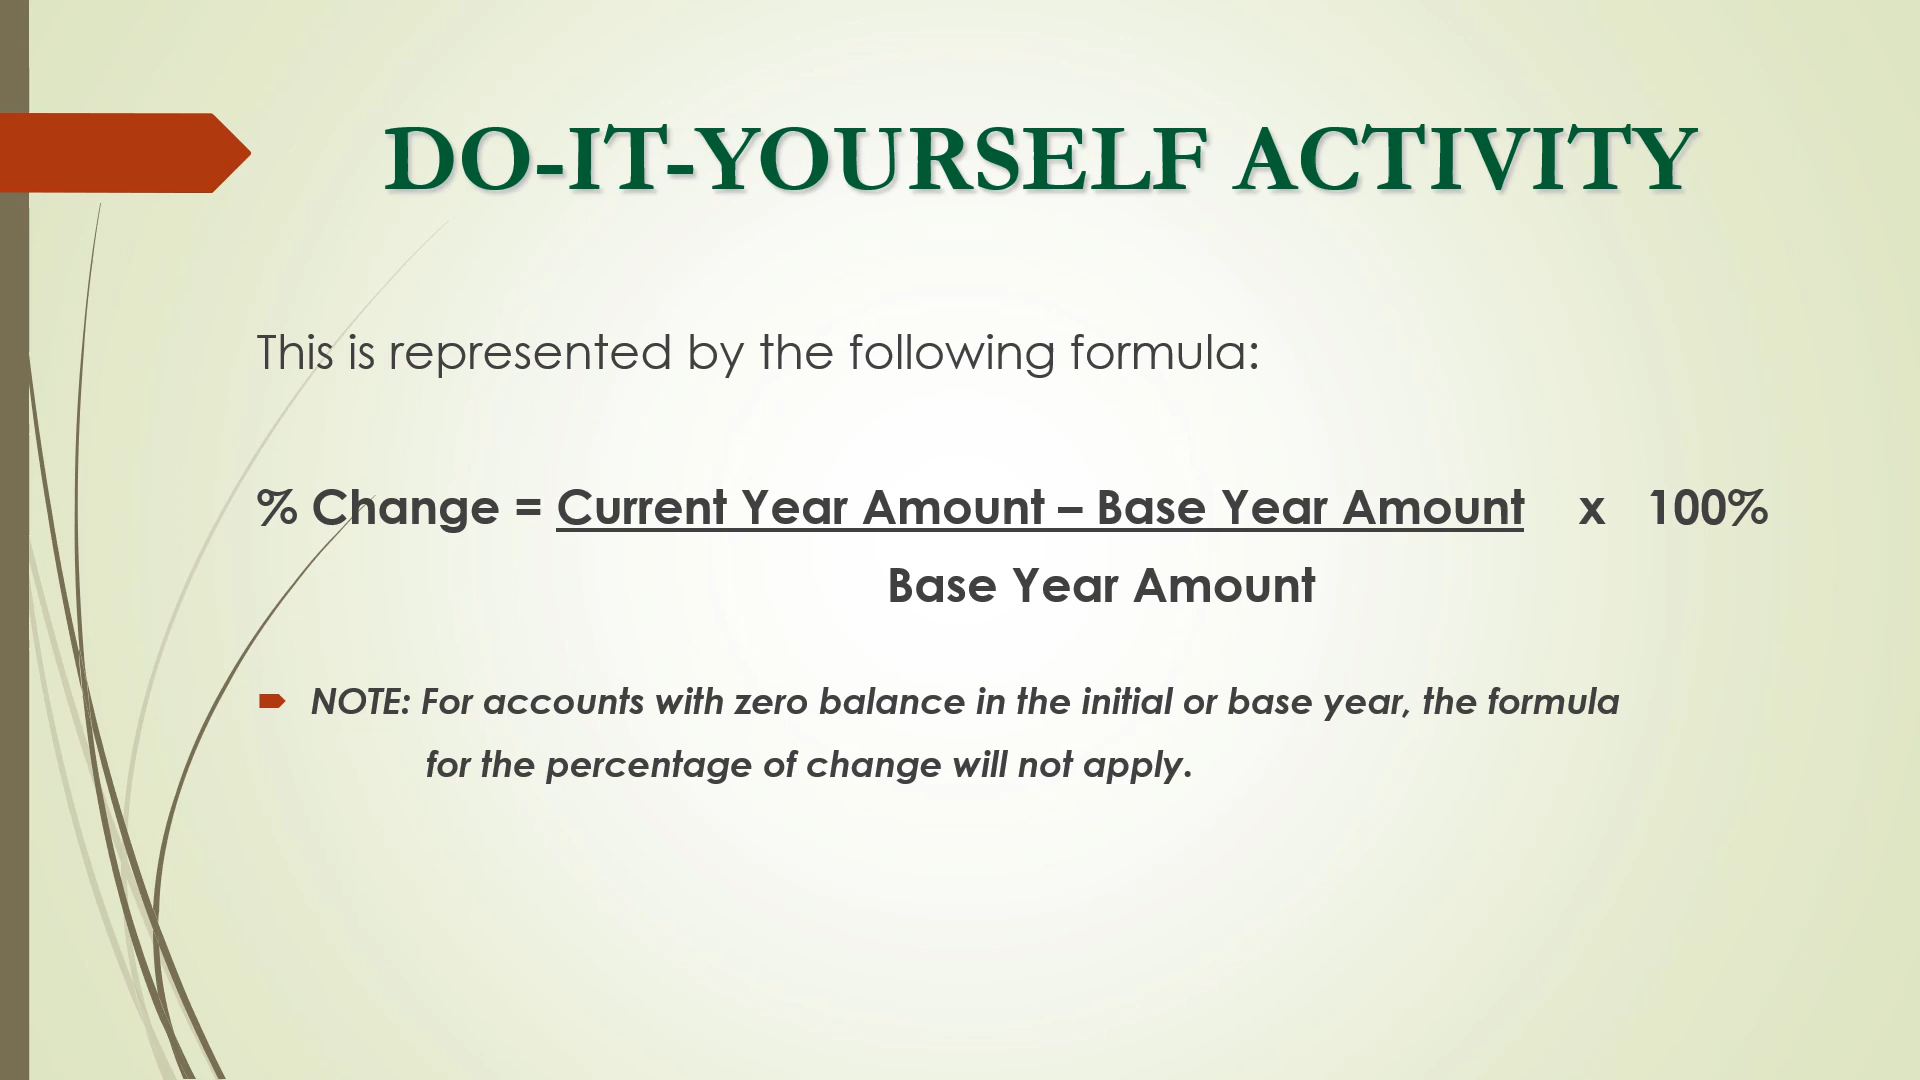 DO-IT-YOURSELF ACTIVITY
This is represented by the following formula:
% Change = Current Year Amount – Base Year Amount x 100%
Base Year Amount
NOTE: For accounts with zero balance in the initial or base year, the formula
for the percentage of change will not apply.